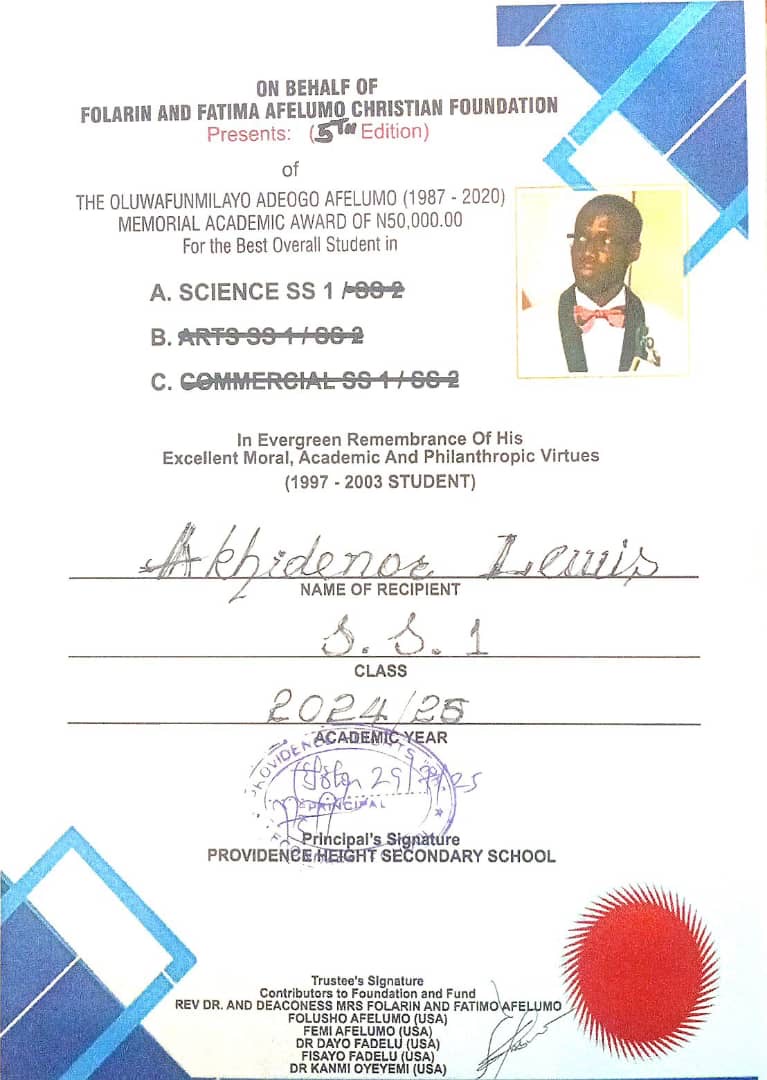 ON BEHALF OF
FOLARIN AND FATIMA AFELUMO CHRISTIAN FOUNDATION
Presents: (5TH Edition)
of
THE OLUWAFUNMILAYO ADEOGO AFELUMO (1987 - 2020)
MEMORIAL ACADEMIC AWARD OF N50,000.00
For the Best Overall Student in
A. SCIENCE SS 1 / SS 2
B. ARTS SS 1 / SS 2
C. COMMERCIAL SS 1 / SS 2
In Evergreen Remembrance Of His
Excellent Moral, Academic And Philanthropic Virtues
(1997 - 2003 STUDENT)
Akhidenor Lewis
NAME OF RECIPIENT
S. S. 1
CLASS
2024/25
ACADEMIC YEAR
PROVIDENCE
PRINCIPAL
Principal's Signature
PROVIDENCE HEIGHT SECONDARY SCHOOL
Trustee's Signature
Contributors to Foundation and Fund
REV DR. AND DEACONESS MRS FOLARIN AND FATIMO AFELUMO
FOLUSHO AFELUMO (USA)
FEMI AFELUMO (USA)
DR DAYO FADELU (USA)
FISAYO FADELU (USA)
DR KANMI OYEYEMI (USA)